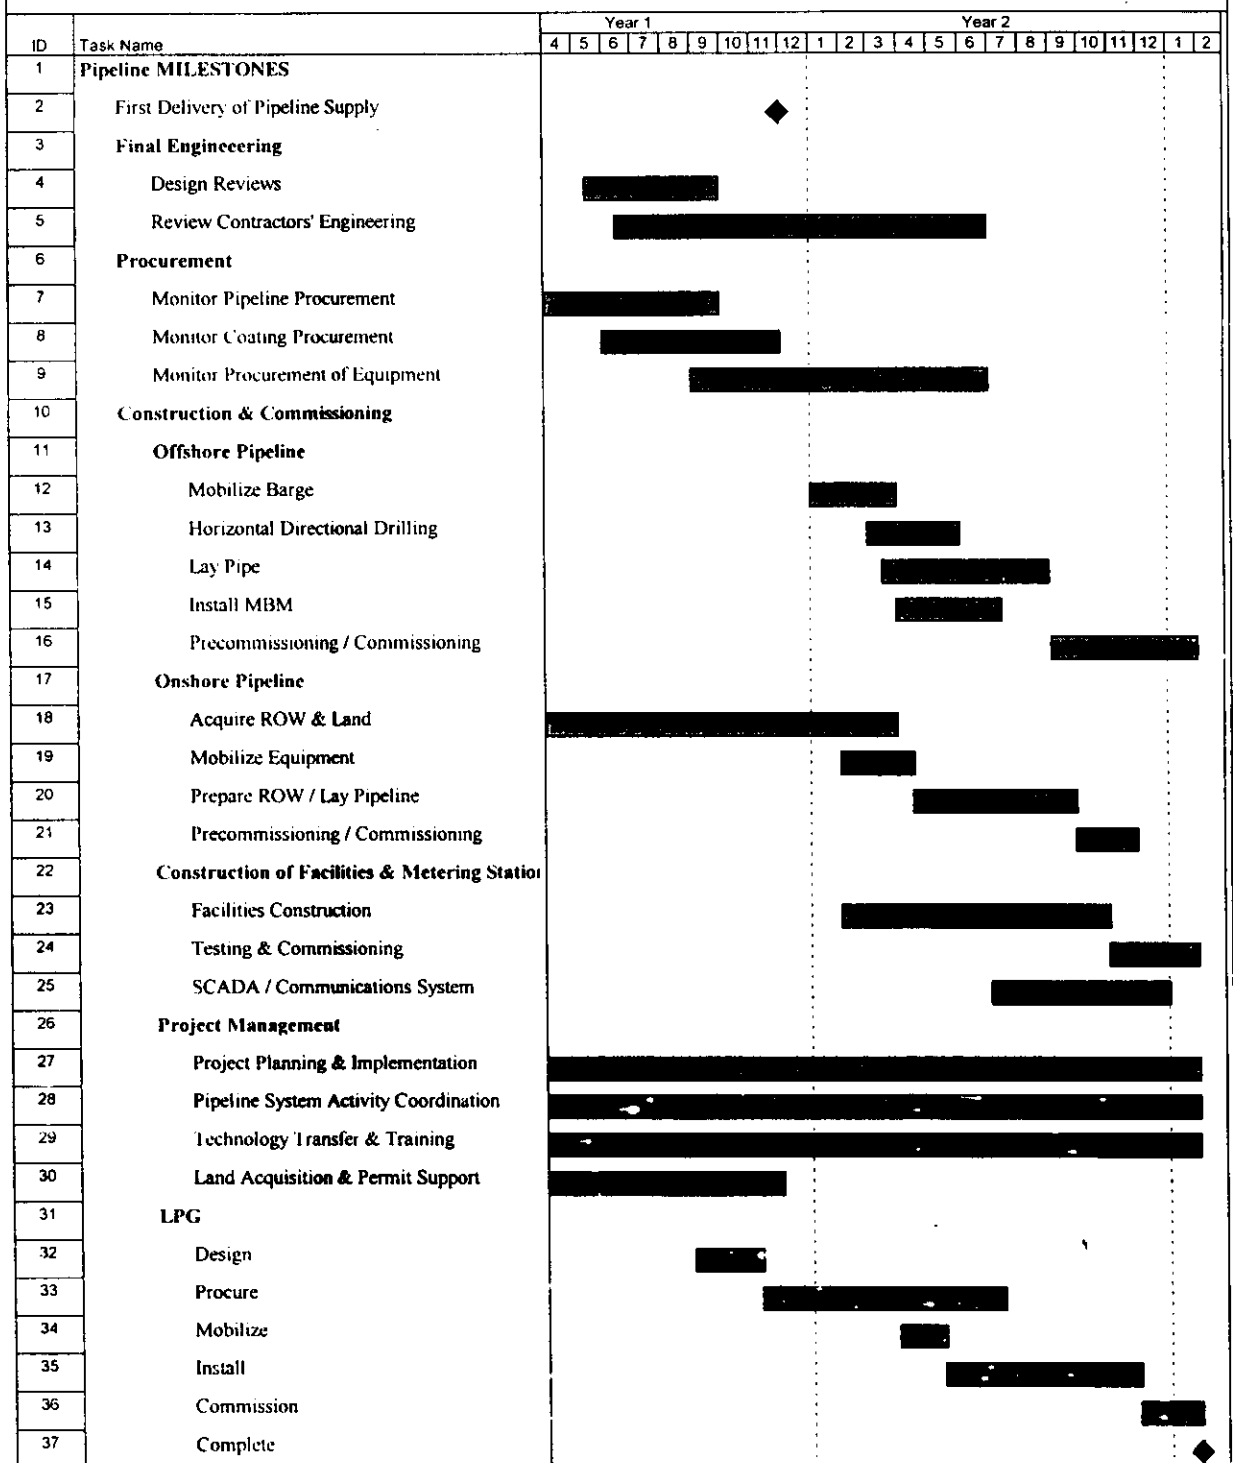 Year 1 Year 2
ID Task Name 4 5 6 7 8 9 10 11 12 1 2 3 4 5 6 7 8 9 10 11 12 1 2
1 Pipeline MILESTONES
2 First Delivery of Pipeline Supply
3 Final Engineeering
4 Design Reviews
5 Review Contractors' Engineering
6 Procurement
7 Monitor Pipeline Procurement
8 Monitor Coating Procurement
9 Monitor Procurement of Equipment
10 Construction & Commissioning
11 Offshore Pipeline
12 Mobilize Barge
13 Horizontal Directional Drilling
14 Lay Pipe
15 Install MBM
16 Precommissioning / Commissioning
17 Onshore Pipeline
18 Acquire ROW & Land
19 Mobilize Equipment
20 Prepare ROW / Lay Pipeline
21 Precommissioning / Commissioning
22 Construction of Facilities & Metering Station
23 Facilities Construction
24 Testing & Commissioning
25 SCADA / Communications System
26 Project Management
27 Project Planning & Implementation
28 Pipeline System Activity Coordination
29 Technology Transfer & Training
30 Land Acquisition & Permit Support
31 LPG
32 Design
33 Procure
34 Mobilize
35 Install
36 Commission
37 Complete